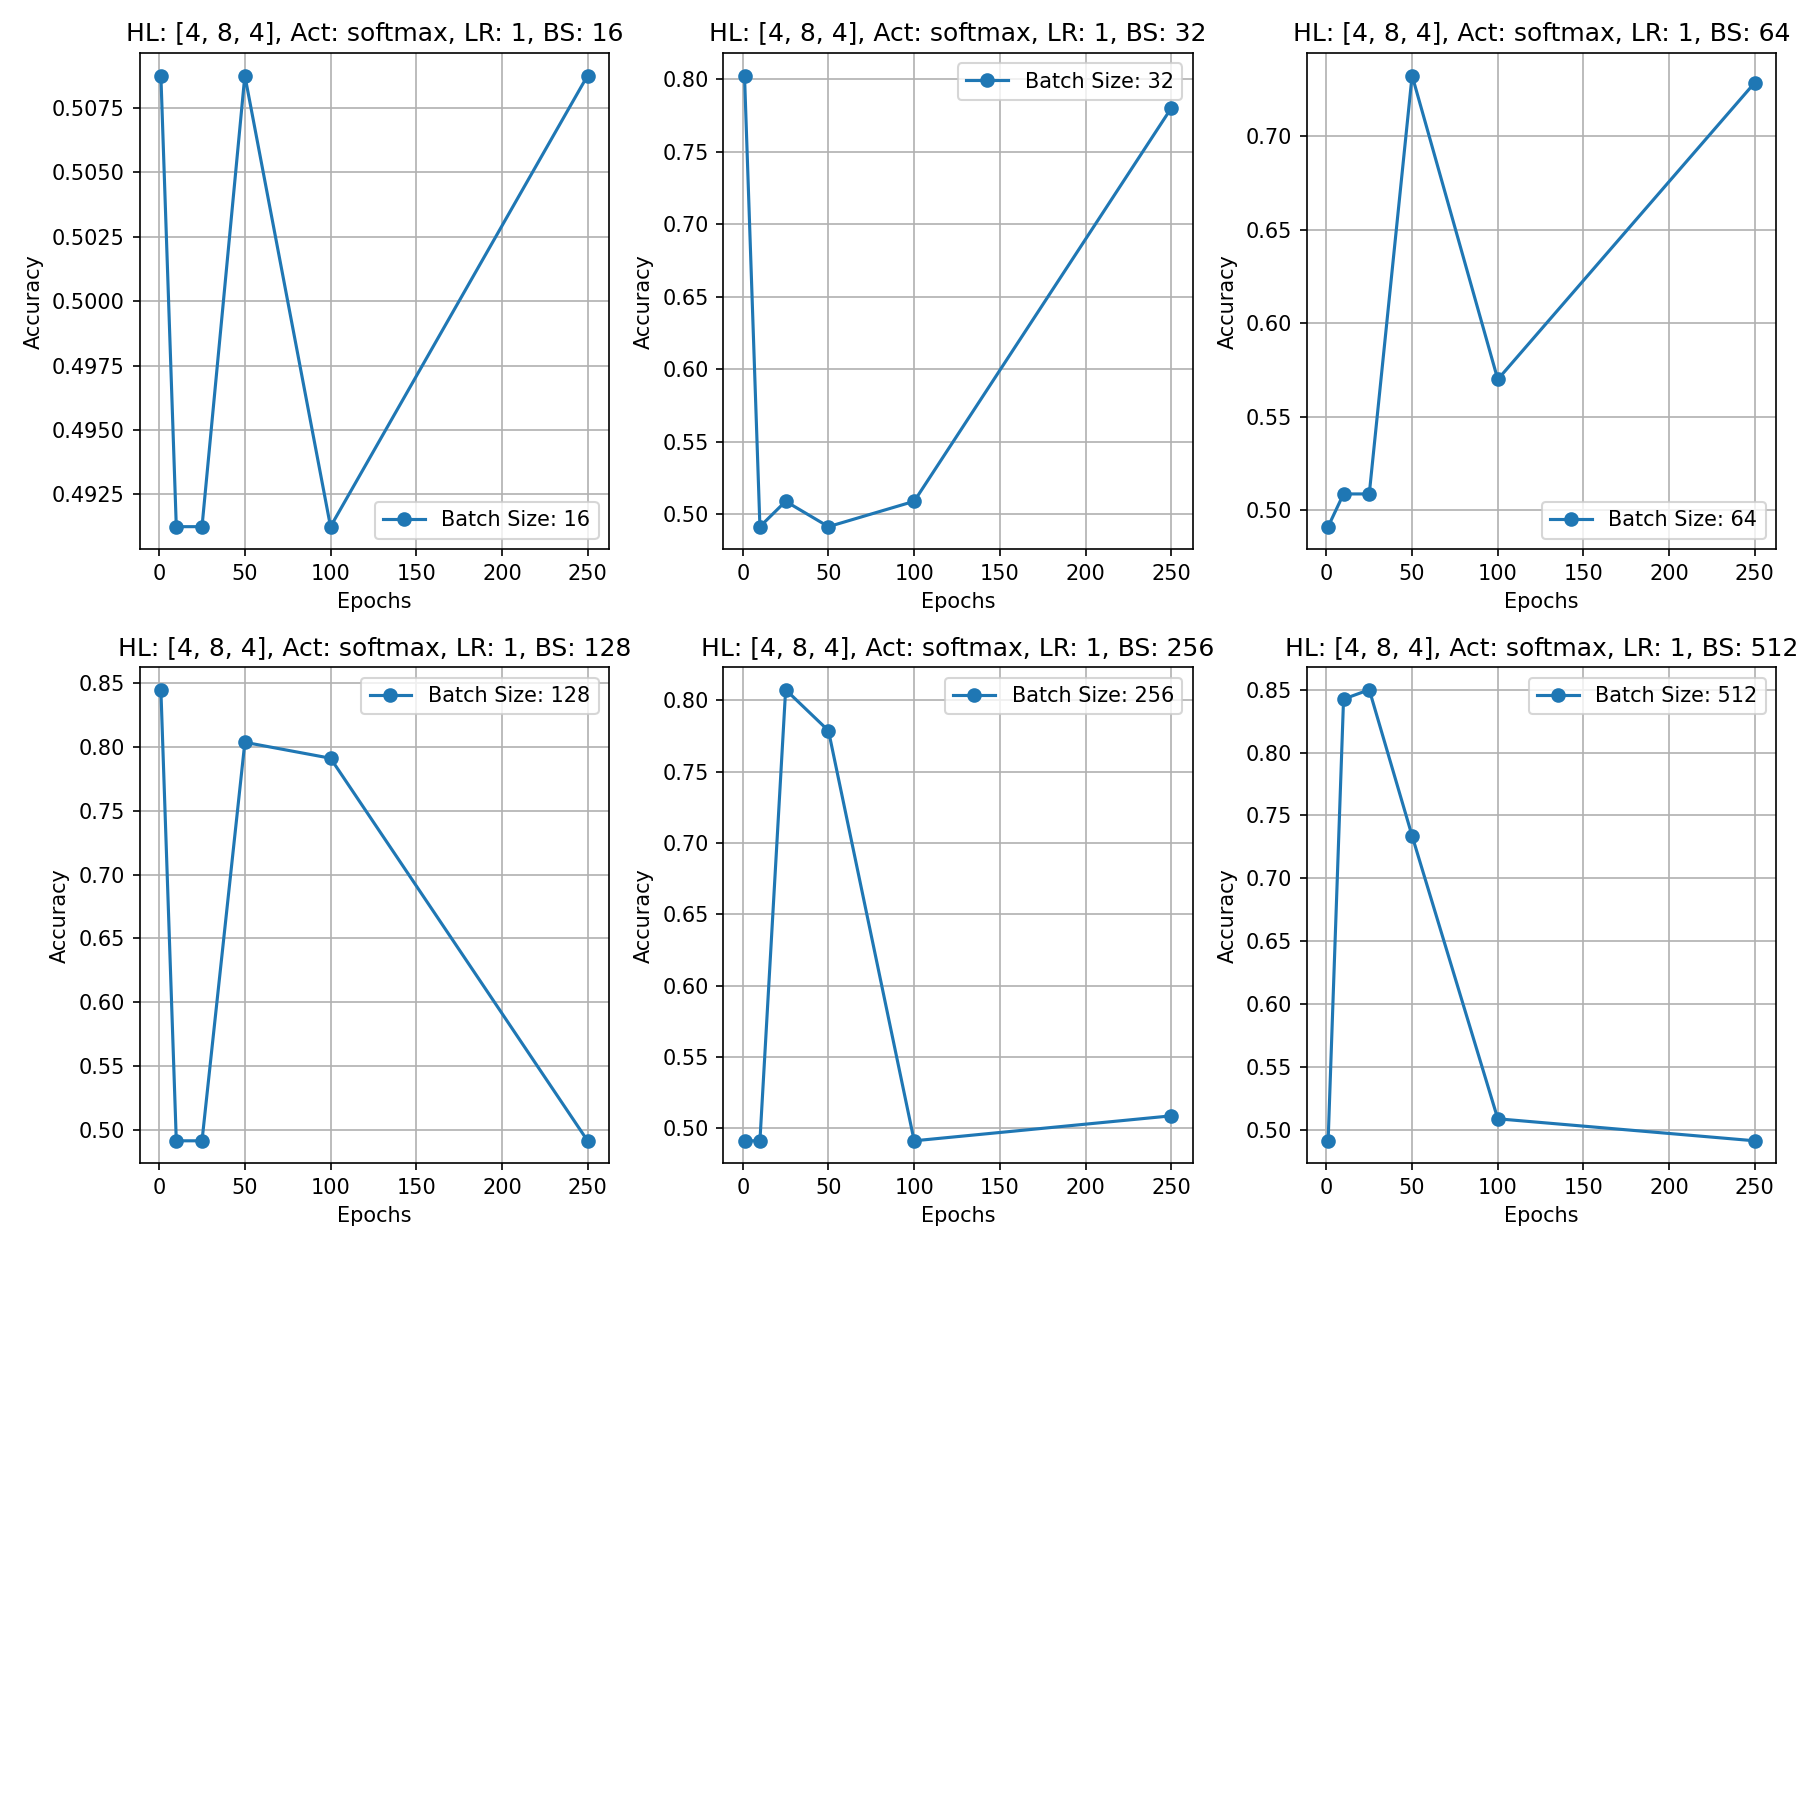 HL: [4, 8, 4], Act: softmax, LR: 1, BS: 16
0.5075
0.5050
0.5025
0.5000
0.4975
0.4950
0.4925
Accuracy
Batch Size: 16
0 50 100 150 200 250
Epochs
HL: [4, 8, 4], Act: softmax, LR: 1, BS: 32
0.80
0.75
0.70
0.65
0.60
0.55
0.50
Accuracy
Batch Size: 32
0 50 100 150 200 250
Epochs
HL: [4, 8, 4], Act: softmax, LR: 1, BS: 64
0.70
0.65
0.60
0.55
0.50
Accuracy
Batch Size: 64
0 50 100 150 200 250
Epochs
HL: [4, 8, 4], Act: softmax, LR: 1, BS: 128
0.85
0.80
0.75
0.70
0.65
0.60
0.55
0.50
Accuracy
Batch Size: 128
0 50 100 150 200 250
Epochs
HL: [4, 8, 4], Act: softmax, LR: 1, BS: 256
0.80
0.75
0.70
0.65
0.60
0.55
0.50
Accuracy
Batch Size: 256
0 50 100 150 200 250
Epochs
HL: [4, 8, 4], Act: softmax, LR: 1, BS: 512
0.85
0.80
0.75
0.70
0.65
0.60
0.55
0.50
Accuracy
Batch Size: 512
0 50 100 150 200 250
Epochs